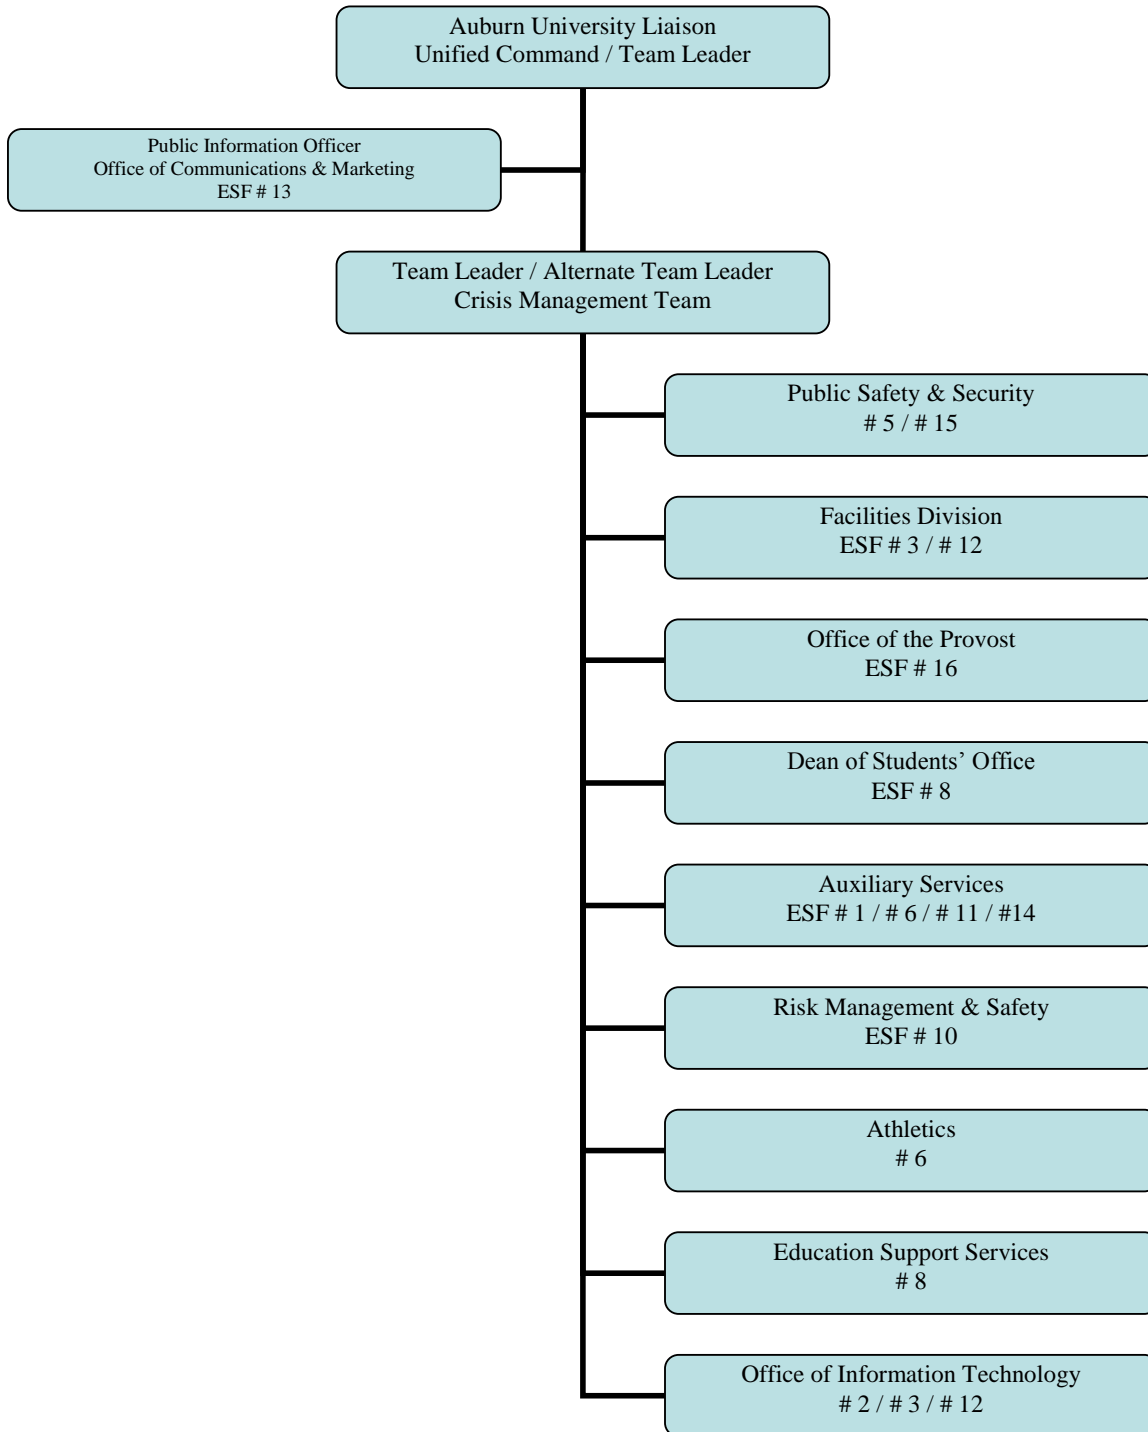 Auburn University Liaison
Unified Command / Team Leader
Public Information Officer
Office of Communications & Marketing
ESF # 13
Team Leader / Alternate Team Leader
Crisis Management Team
Public Safety & Security
# 5 / # 15
Facilities Division
ESF # 3 / # 12
Office of the Provost
ESF # 16
Dean of Students’ Office
ESF # 8
Auxiliary Services
ESF # 1 / # 6 / # 11 / #14
Risk Management & Safety
ESF # 10
Athletics
# 6
Education Support Services
# 8
Office of Information Technology
# 2 / # 3 / # 12